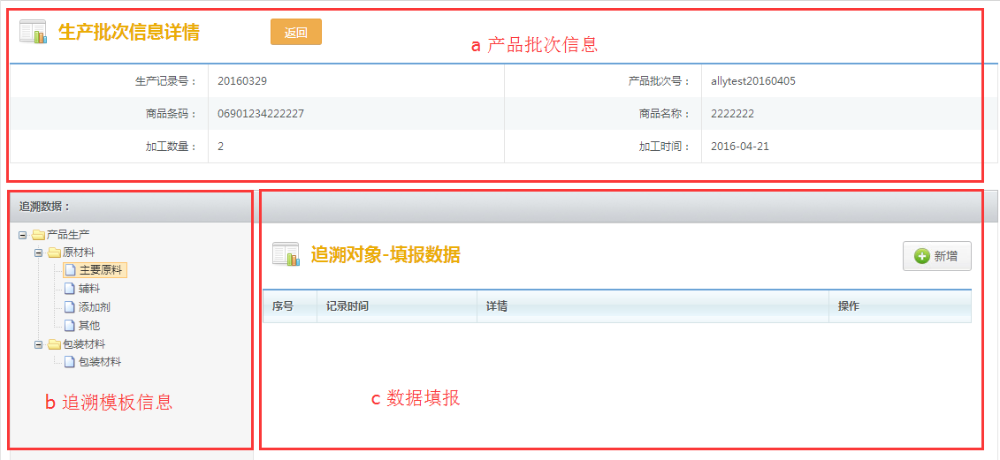 生产批次信息详情
返回
a 产品批次信息
生产记录号： 20160329 产品批次号： allytest20160405
商品条码： 06901234222227 商品名称： 2222222
加工数量： 2 加工时间： 2016-04-21
追溯数据：
产品生产
原材料
主要原料
辅料
添加剂
其他
包装材料
包装材料
b 追溯模板信息
追溯对象-填报数据
新增
序号 记录时间 详情 操作
c 数据填报